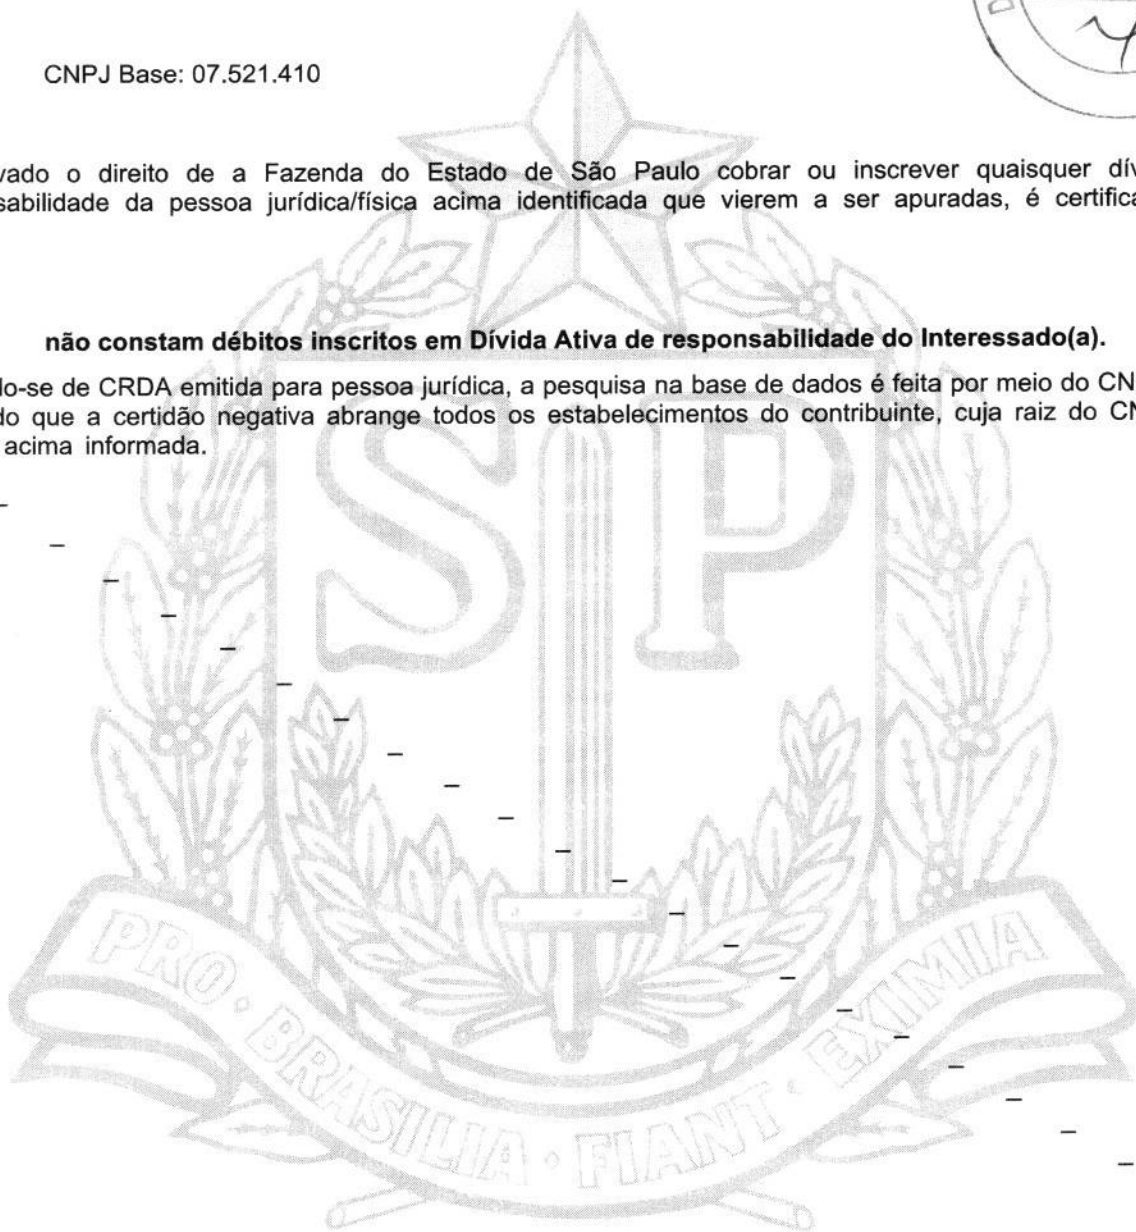 CNPJ Base: 07.521.410
vado o direito de a Fazenda do Estado de São Paulo cobrar ou inscrever quaisquer dív
sabilidade da pessoa jurídica/física acima identificada que vierem a ser apuradas, é certifica
não constam débitos inscritos em Dívida Ativa de responsabilidade do Interessado(a).
do-se de CRDA emitida para pessoa jurídica, a pesquisa na base de dados é feita por meio do CN
do que a certidão negativa abrange todos os estabelecimentos do contribuinte, cuja raiz do CN
acima informada.
SP
PRO · BRASILIA · FIANT · EXIMIA